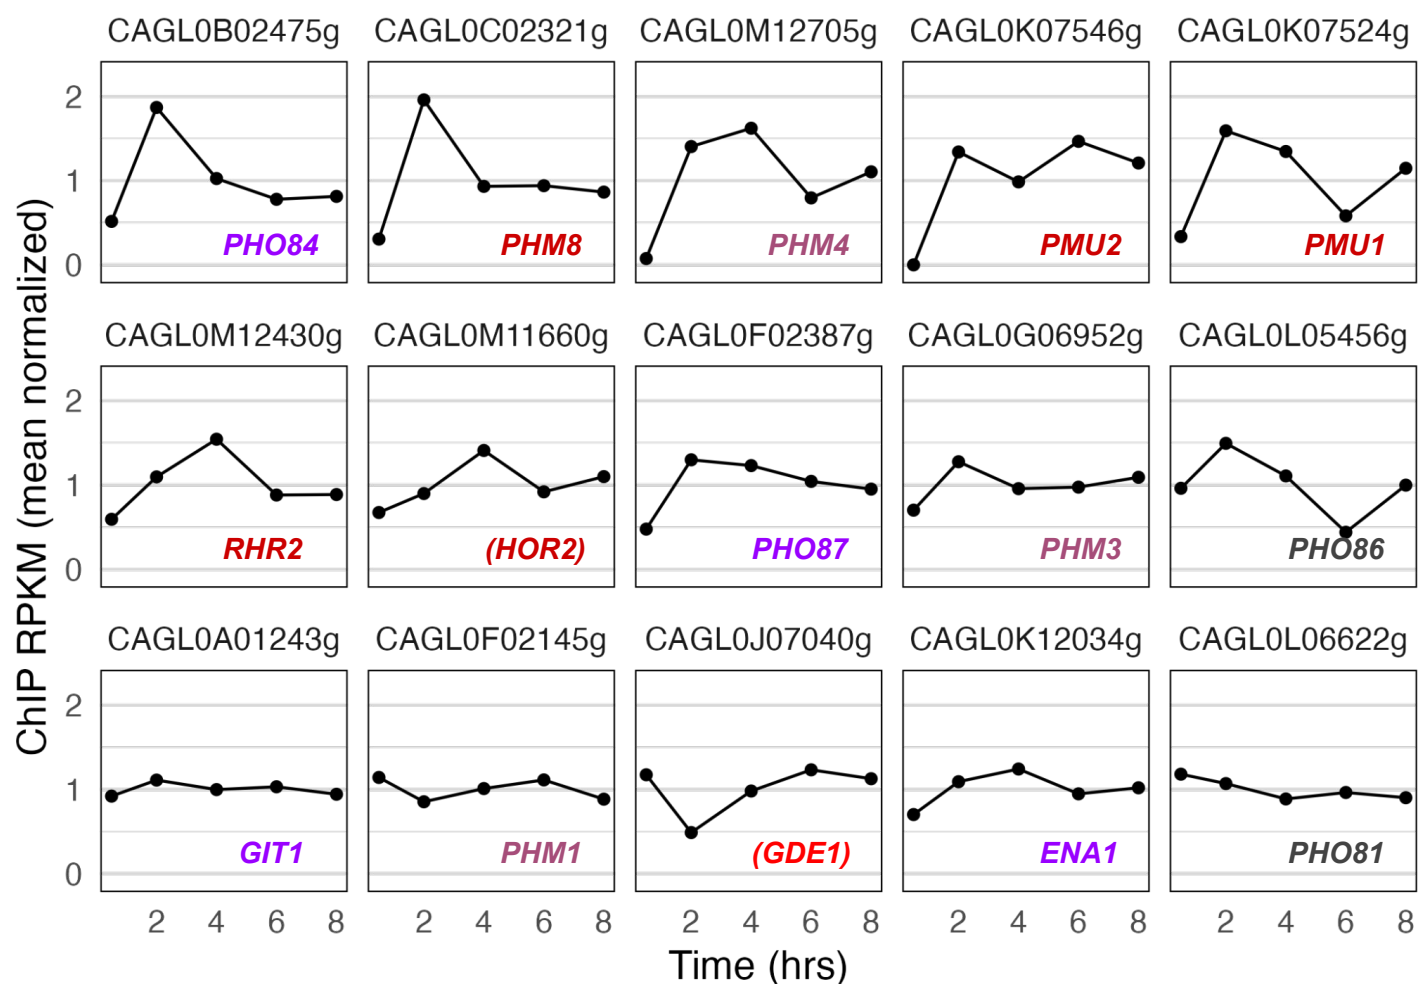 CAGL0B02475g CAGL0C02321g CAGL0M12705g CAGL0K07546g CAGL0K07524g
2
1
0
PHO84 PHM8 PHM4 PMU2 PMU1
CAGL0M12430g CAGL0M11660g CAGL0F02387g CAGL0G06952g CAGL0L05456g
2
1
0
RHR2 (HOR2) PHO87 PHM3 PHO86
CAGL0A01243g CAGL0F02145g CAGL0J07040g CAGL0K12034g CAGL0L06622g
2
1
0
GIT1 PHM1 (GDE1) ENA1 PHO81
2 4 6 8 2 4 6 8 2 4 6 8 2 4 6 8 2 4 6 8
Time (hrs)
ChIP RPKM (mean normalized)